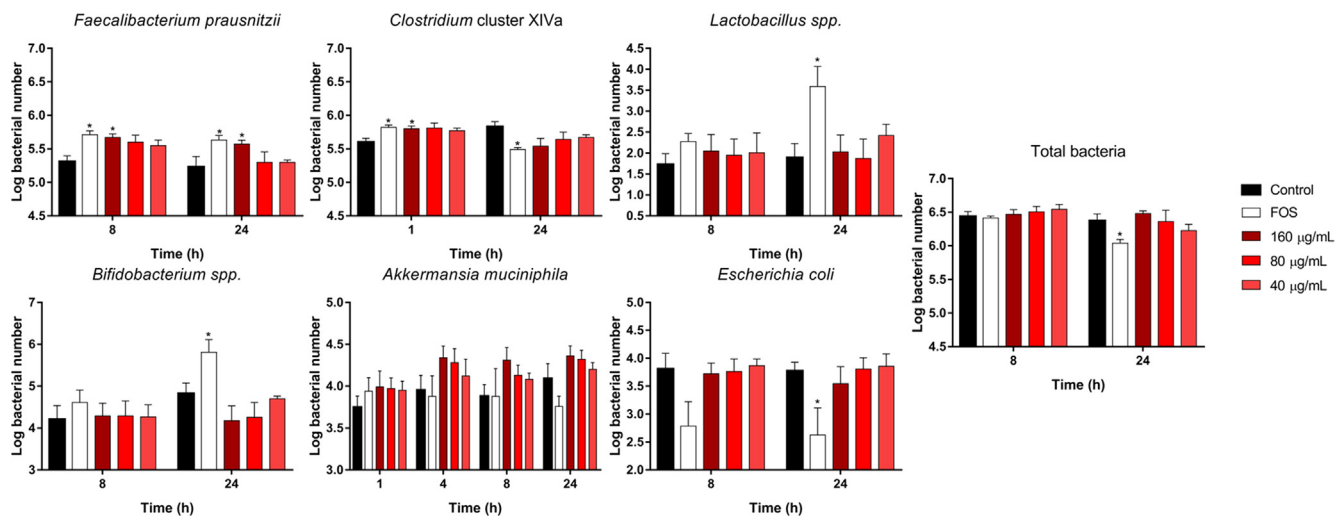 Faecalibacterium prausnitzii
Log bacterial number
7.0
6.5
6.0
5.5
5.0
4.5
* * * *
8 24
Time (h)
Clostridium cluster XIVa
Log bacterial number
7.0
6.5
6.0
5.5
5.0
4.5
* * *
1 24
Time (h)
Lactobacillus spp.
Log bacterial number
4.5
4.0
3.5
3.0
2.5
2.0
1.5
1.0
0.5
*
8 24
Time (h)
Bifidobacterium spp.
Log bacterial number
7
6
5
4
3
*
8 24
Time (h)
Akkermansia muciniphila
Log bacterial number
5.0
4.5
4.0
3.5
3.0
1 4 8 24
Time (h)
Escherichia coli
Log bacterial number
5.0
4.5
4.0
3.5
3.0
2.5
2.0
*
8 24
Time (h)
Total bacteria
Log bacterial number
7.0
6.5
6.0
5.5
5.0
4.5
*
8 24
Time (h)
Control
FOS
160 μg/mL
80 μg/mL
40 μg/mL